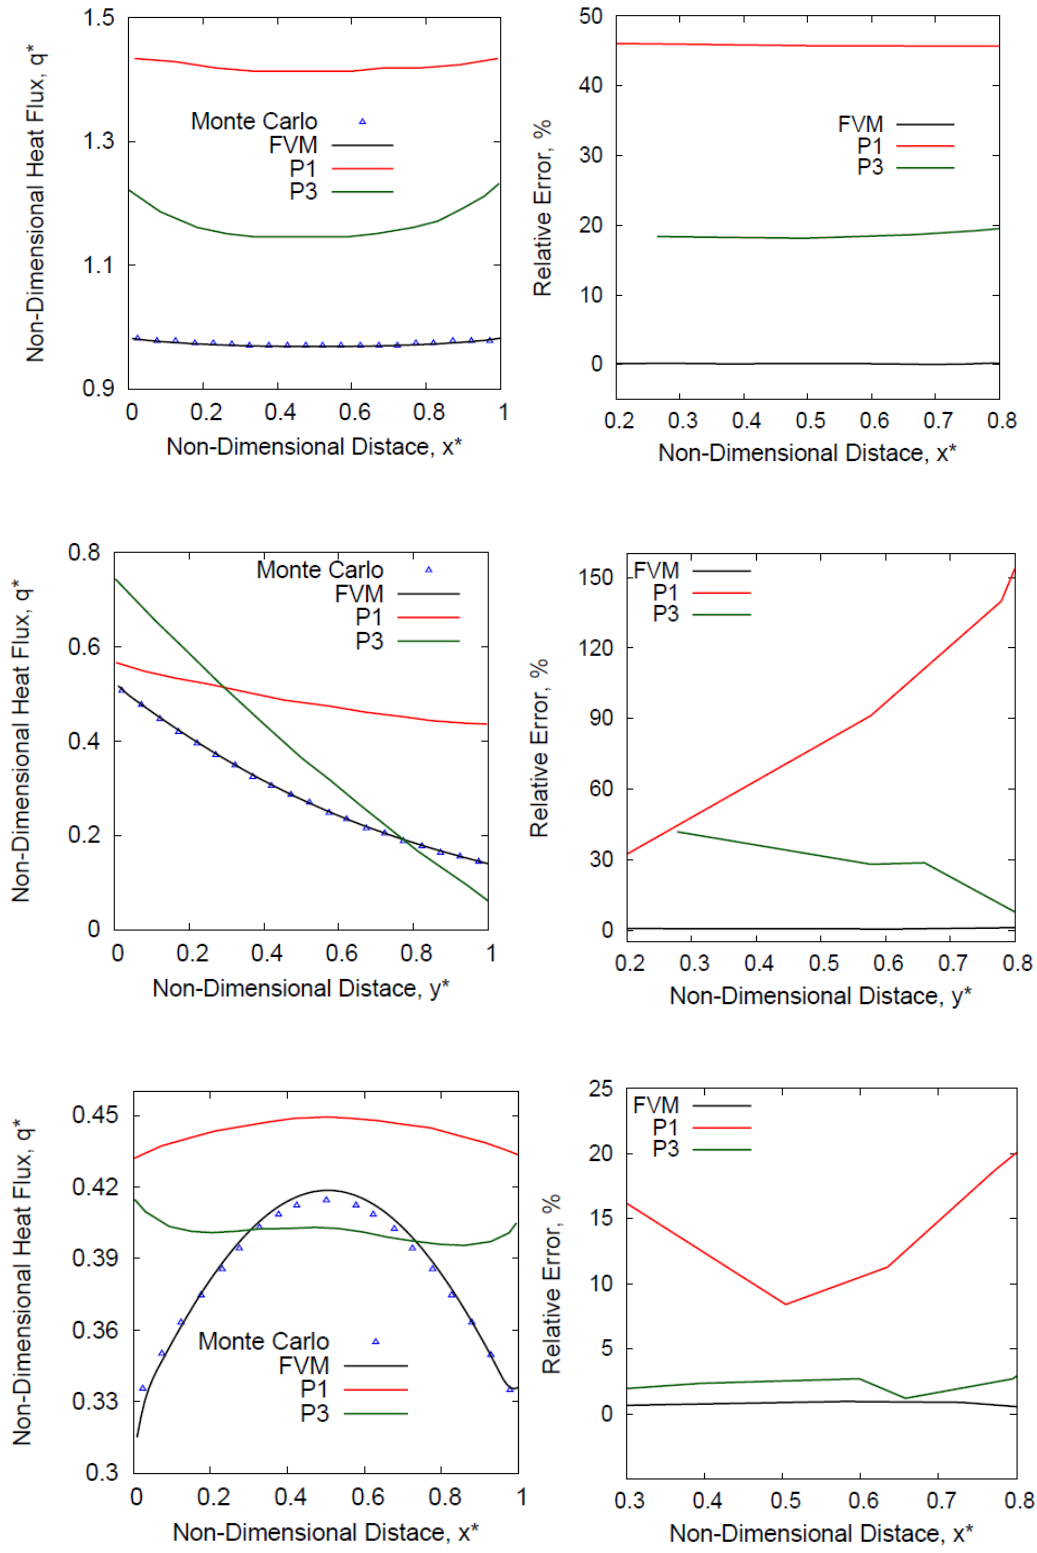 Non-Dimensional Heat Flux, q*
1.5
1.3
1.1
0.9
Monte Carlo
FVM
P1
P3
0 0.2 0.4 0.6 0.8 1
Non-Dimensional Distace, x*
Relative Error, %
50
40
30
20
10
0
FVM
P1
P3
0.2 0.3 0.4 0.5 0.6 0.7 0.8
Non-Dimensional Distace, x*
Non-Dimensional Heat Flux, q*
0.8
0.6
0.4
0.2
0
Monte Carlo
FVM
P1
P3
0 0.2 0.4 0.6 0.8 1
Non-Dimensional Distace, y*
Relative Error, %
150
120
90
60
30
0
FVM
P1
P3
0.2 0.3 0.4 0.5 0.6 0.7 0.8
Non-Dimensional Distace, y*
Non-Dimensional Heat Flux, q*
0.45
0.42
0.39
0.36
0.33
0.3
Monte Carlo
FVM
P1
P3
0 0.2 0.4 0.6 0.8 1
Non-Dimensional Distace, x*
Relative Error, %
25
20
15
10
5
0
FVM
P1
P3
0.3 0.4 0.5 0.6 0.7 0.8
Non-Dimensional Distace, x*